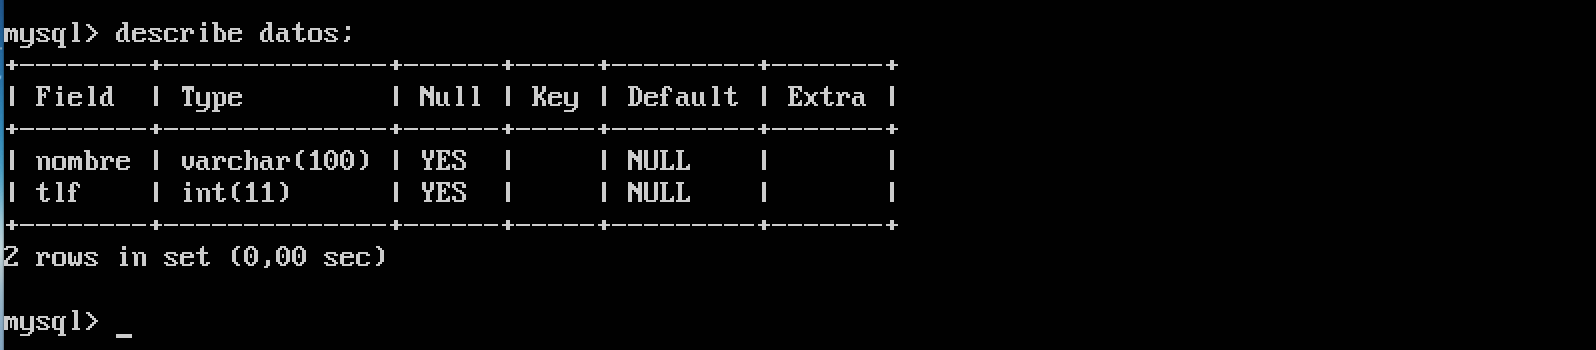 mysql> describe datos;
+--------+--------------+------+-----+---------+-------+
| Field  | Type         | Null | Key | Default | Extra |
+--------+--------------+------+-----+---------+-------+
| nombre | varchar(100) | YES  |     | NULL    |       |
| tlf    | int(11)      | YES  |     | NULL    |       |
+--------+--------------+------+-----+---------+-------+
2 rows in set (0,00 sec)
mysql> _